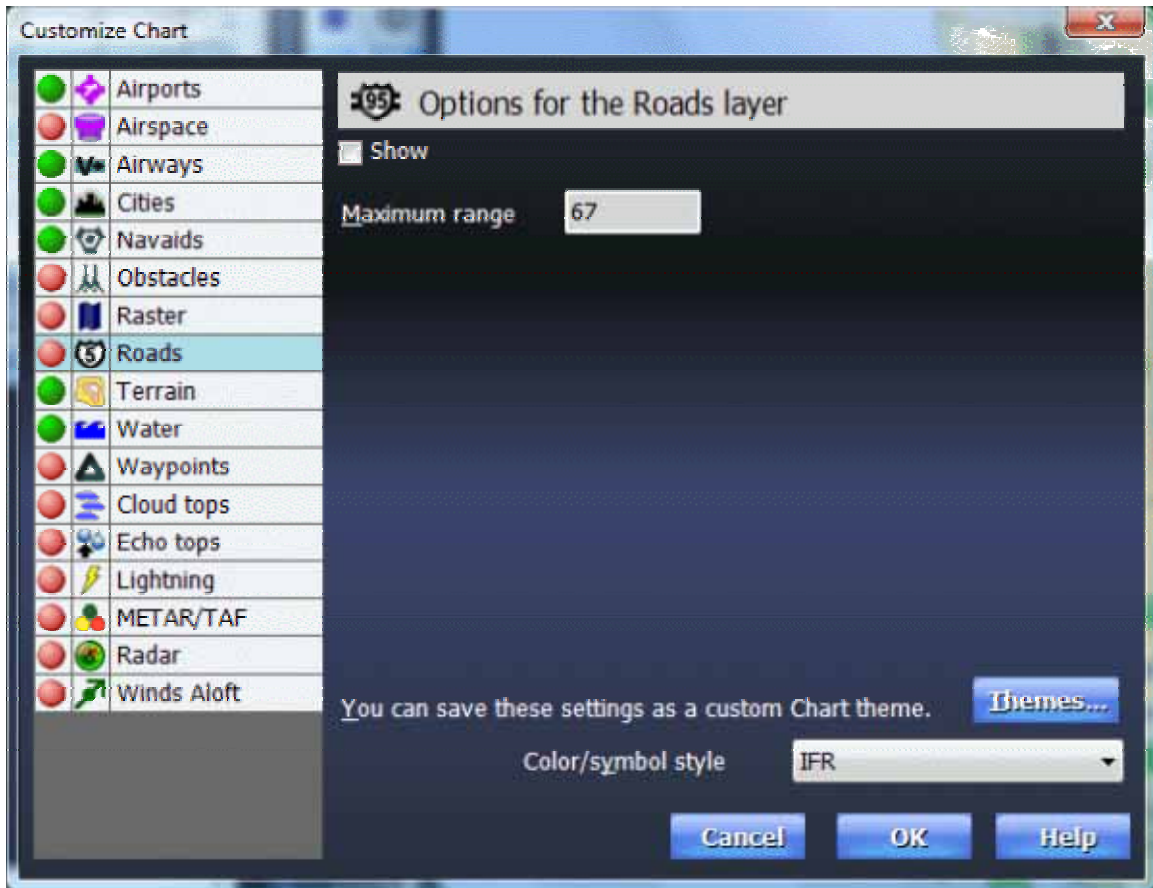 Customize Chart
Airports
Airspace
Airways
Cities
Navaids
Obstacles
Raster
Roads
Terrain
Water
Waypoints
Cloud tops
Echo tops
Lightning
METAR/TAF
Radar
Winds Aloft
95 Options for the Roads layer
Show
Maximum range 67
You can save these settings as a custom Chart theme. Themes...
Color/symbol style IFR
Cancel OK Help
V
5